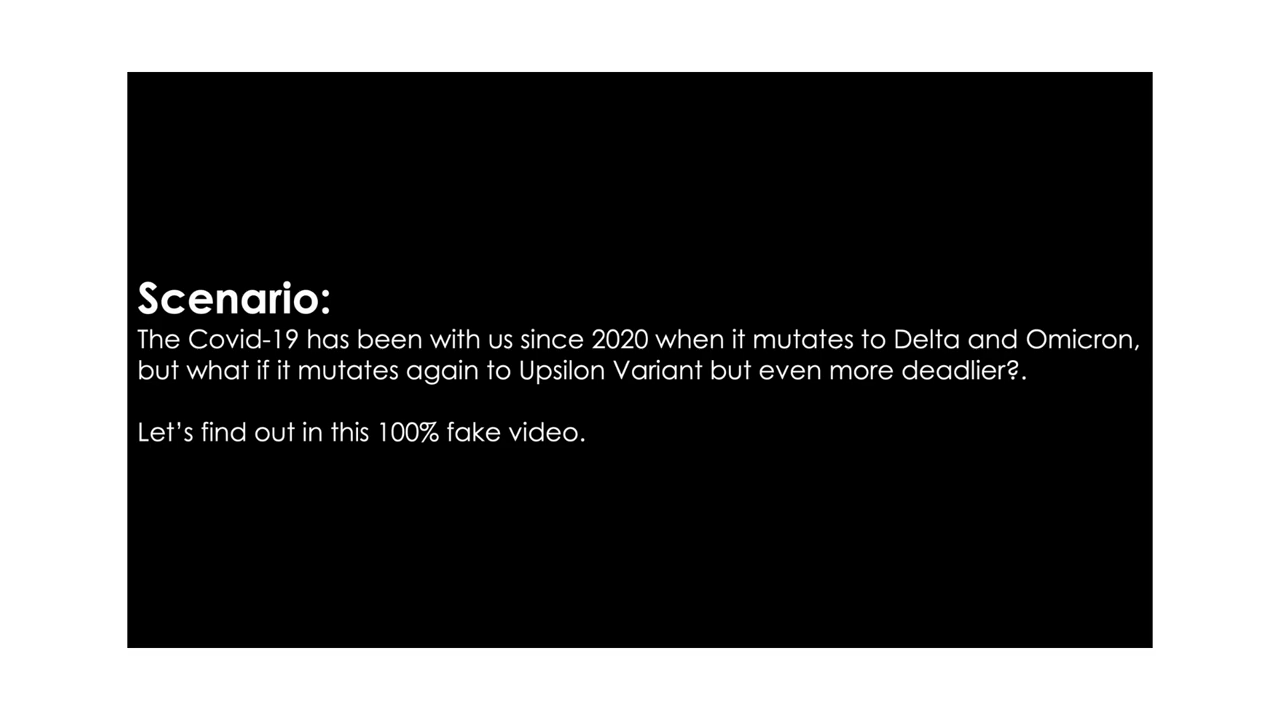 Scenario:
The Covid-19 has been with us since 2020 when it mutates to Delta and Omicron,
but what if it mutates again to Upsilon Variant but even more deadlier?.
Let’s find out in this 100% fake video.